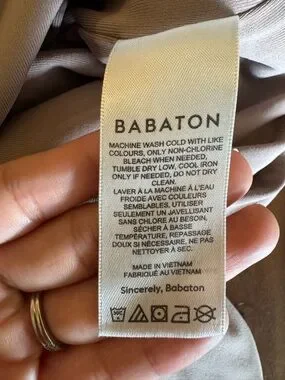 BABATON
MACHINE WASH COLD WITH LIKE
COLOURS, ONLY NON-CHLORINE
BLEACH WHEN NEEDED,
TUMBLE DRY LOW, COOL IRON
ONLY IF NEEDED, DO NOT DRY
CLEAN.
LAVER À LA MACHINE À L'EAU
FROIDE AVEC COULEURS
SEMBLABLES, UTILISER
SEULEMENT UN JAVELLISANT
SANS CHLORE AU BESOIN,
SÉCHER À BASSE
TEMPÉRATURE, REPASSAGE
DOUX SI NÉCESSAIRE, NE PAS
NETTOYER À SEC.
MADE IN VIETNAM
FABRIQUÉ AU VIETNAM
Sincerely, Babaton
30C